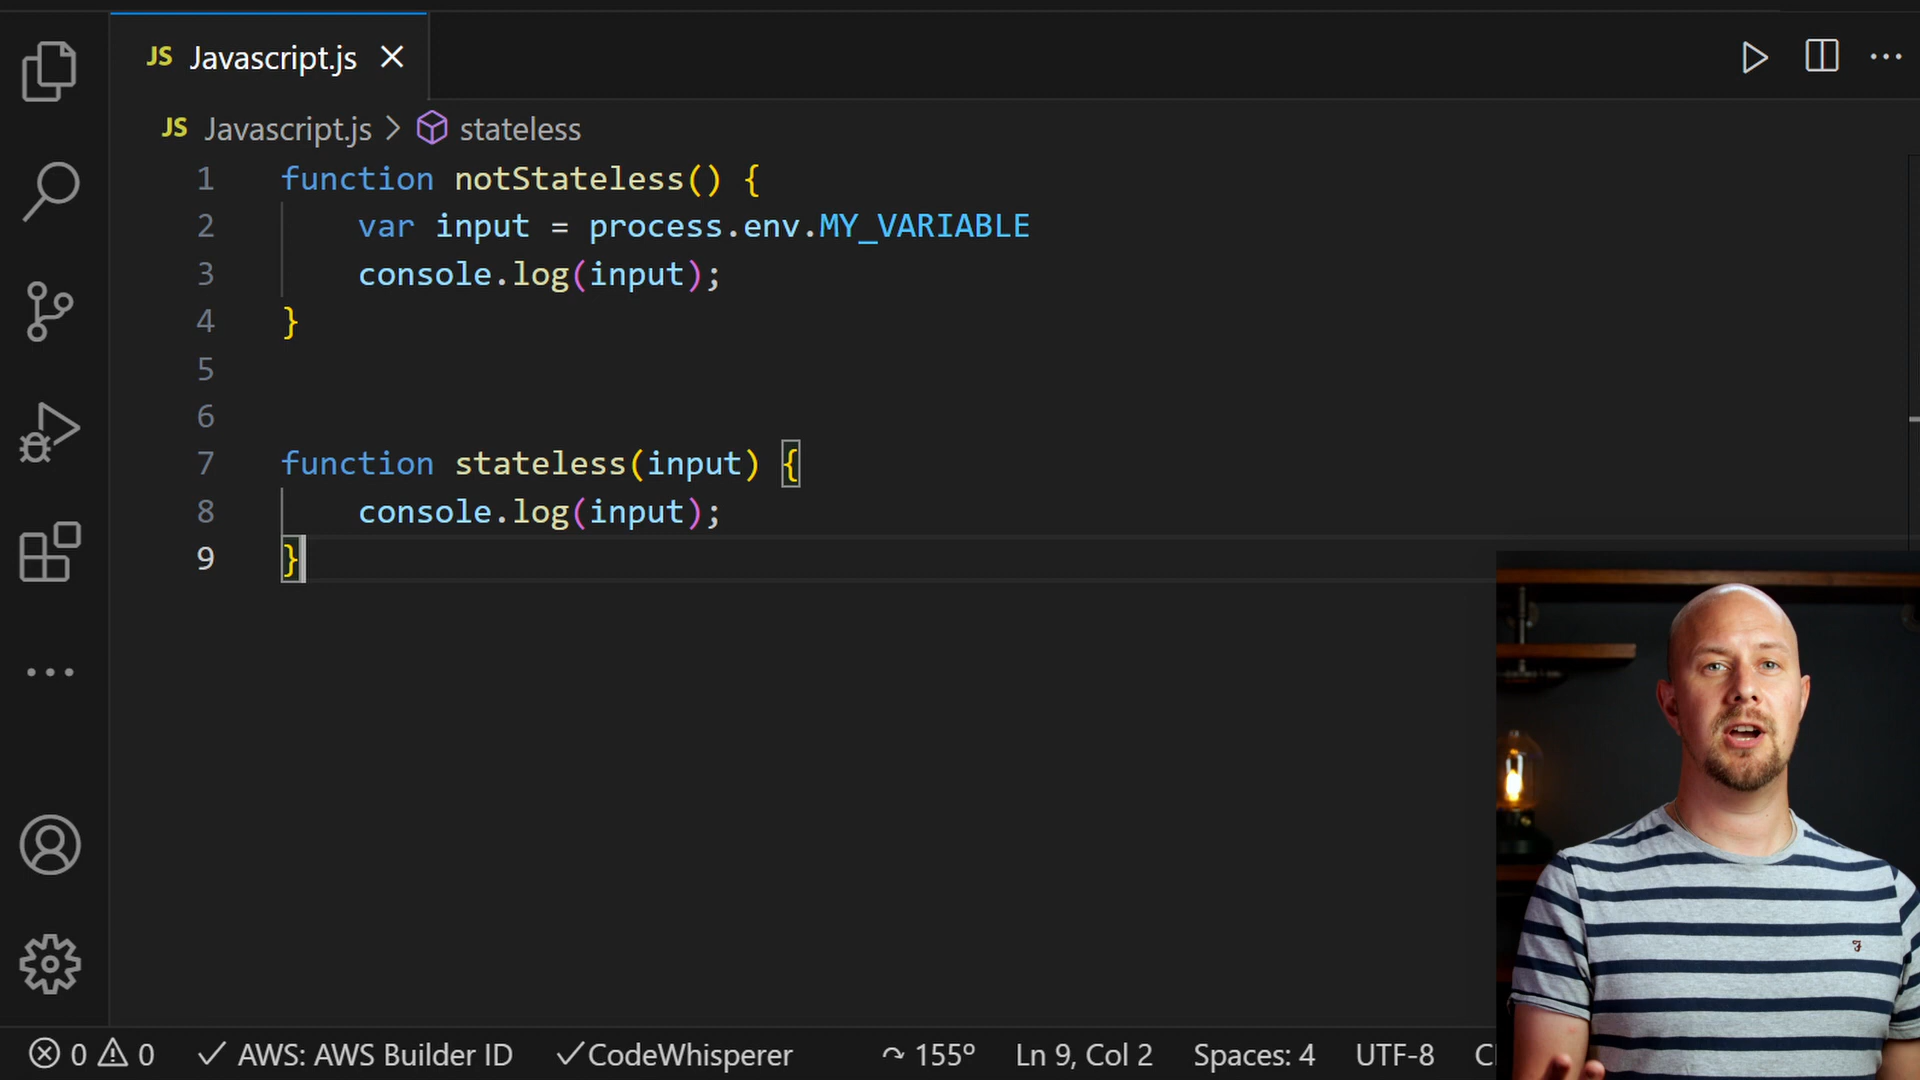 JS Javascript.js
JS Javascript.js > stateless
1 function notStateless() {
2     var input = process.env.MY_VARIABLE
3     console.log(input);
4 }
5
6
7 function stateless(input) {
8     console.log(input);
9 }
0 0 AWS: AWS Builder ID CodeWhisperer 155º Ln 9, Col 2 Spaces: 4 UTF-8